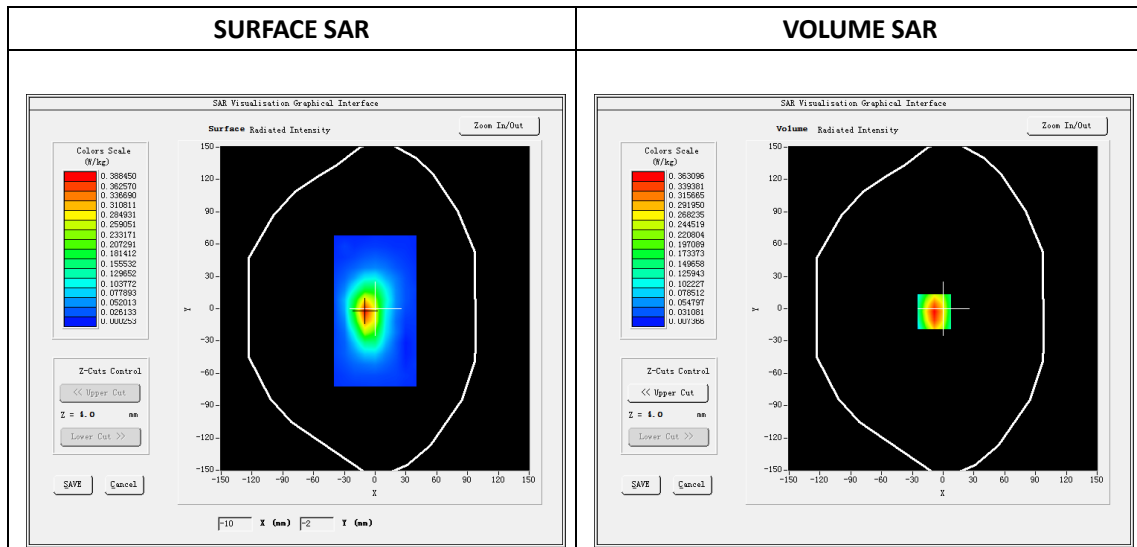 SURFACE SAR
VOLUME SAR
SAR Visualisation Graphical Interface
Surface Radiated Intensity
Zoom In/Out
Colors Scale
(W/kg)
0.388450
0.362570
0.336690
0.310811
0.284931
0.259051
0.233171
0.207291
0.181412
0.155532
0.129652
0.103772
0.077893
0.052013
0.026133
0.000253
150
120
90
60
30
0
-30
-60
-90
-120
-150
Y
-150 -120 -90 -60 -30 0 30 60 90 120 150
X
Z-Cuts Control
<< Upper Cut
Z = 4.0 mm
Lower Cut >>
SAVE Cancel
-10 X (mm) -2 Y (mm)
SAR Visualisation Graphical Interface
Volume Radiated Intensity
Zoom In/Out
Colors Scale
(W/kg)
0.363096
0.339381
0.315665
0.291950
0.268235
0.244519
0.220804
0.197089
0.173373
0.149658
0.125943
0.102227
0.078512
0.054797
0.031081
0.007366
150
120
90
60
30
0
-30
-60
-90
-120
-150
Y
-150 -120 -90 -60 -30 0 30 60 90 120 150
X
Z-Cuts Control
<< Upper Cut
Z = 4.0 mm
Lower Cut >>
SAVE Cancel